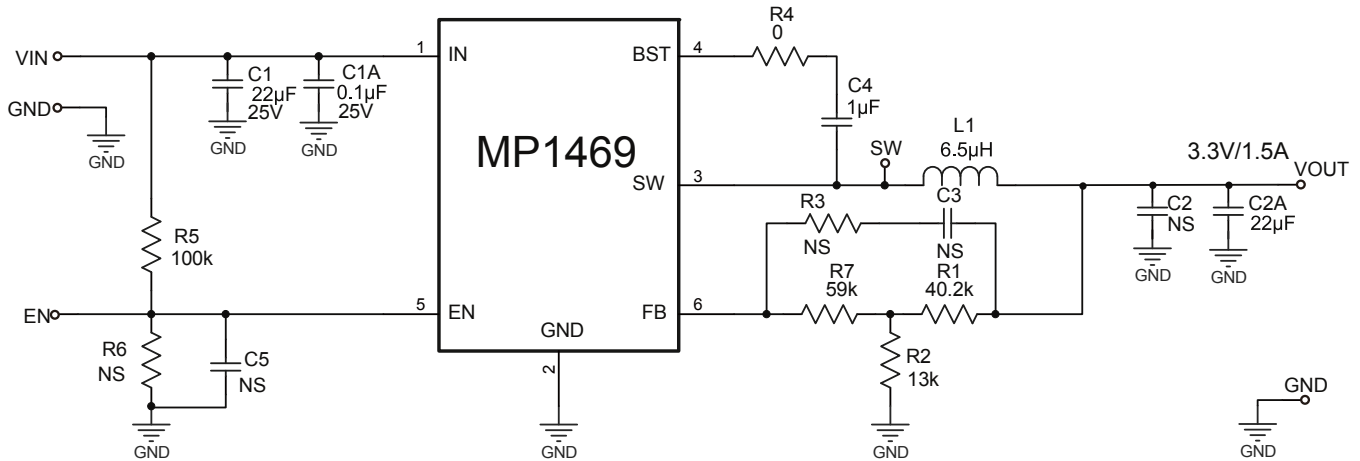 R4
0
VIN
1
IN
BST
4
C1
22µF
25V
C1A
0.1µF
25V
C4
1µF
GND
GND
GND
GND
MP1469
SW
L1
6.5µH
3.3V/1.5A
VOUT
SW
3
R3
NS
C3
NS
C2
NS
C2A
22µF
GND
GND
R5
100k
R7
59k
R1
40.2k
EN
5
EN
FB
6
GND
2
R6
NS
C5
NS
R2
13k
GND
GND
GND
GND
GND